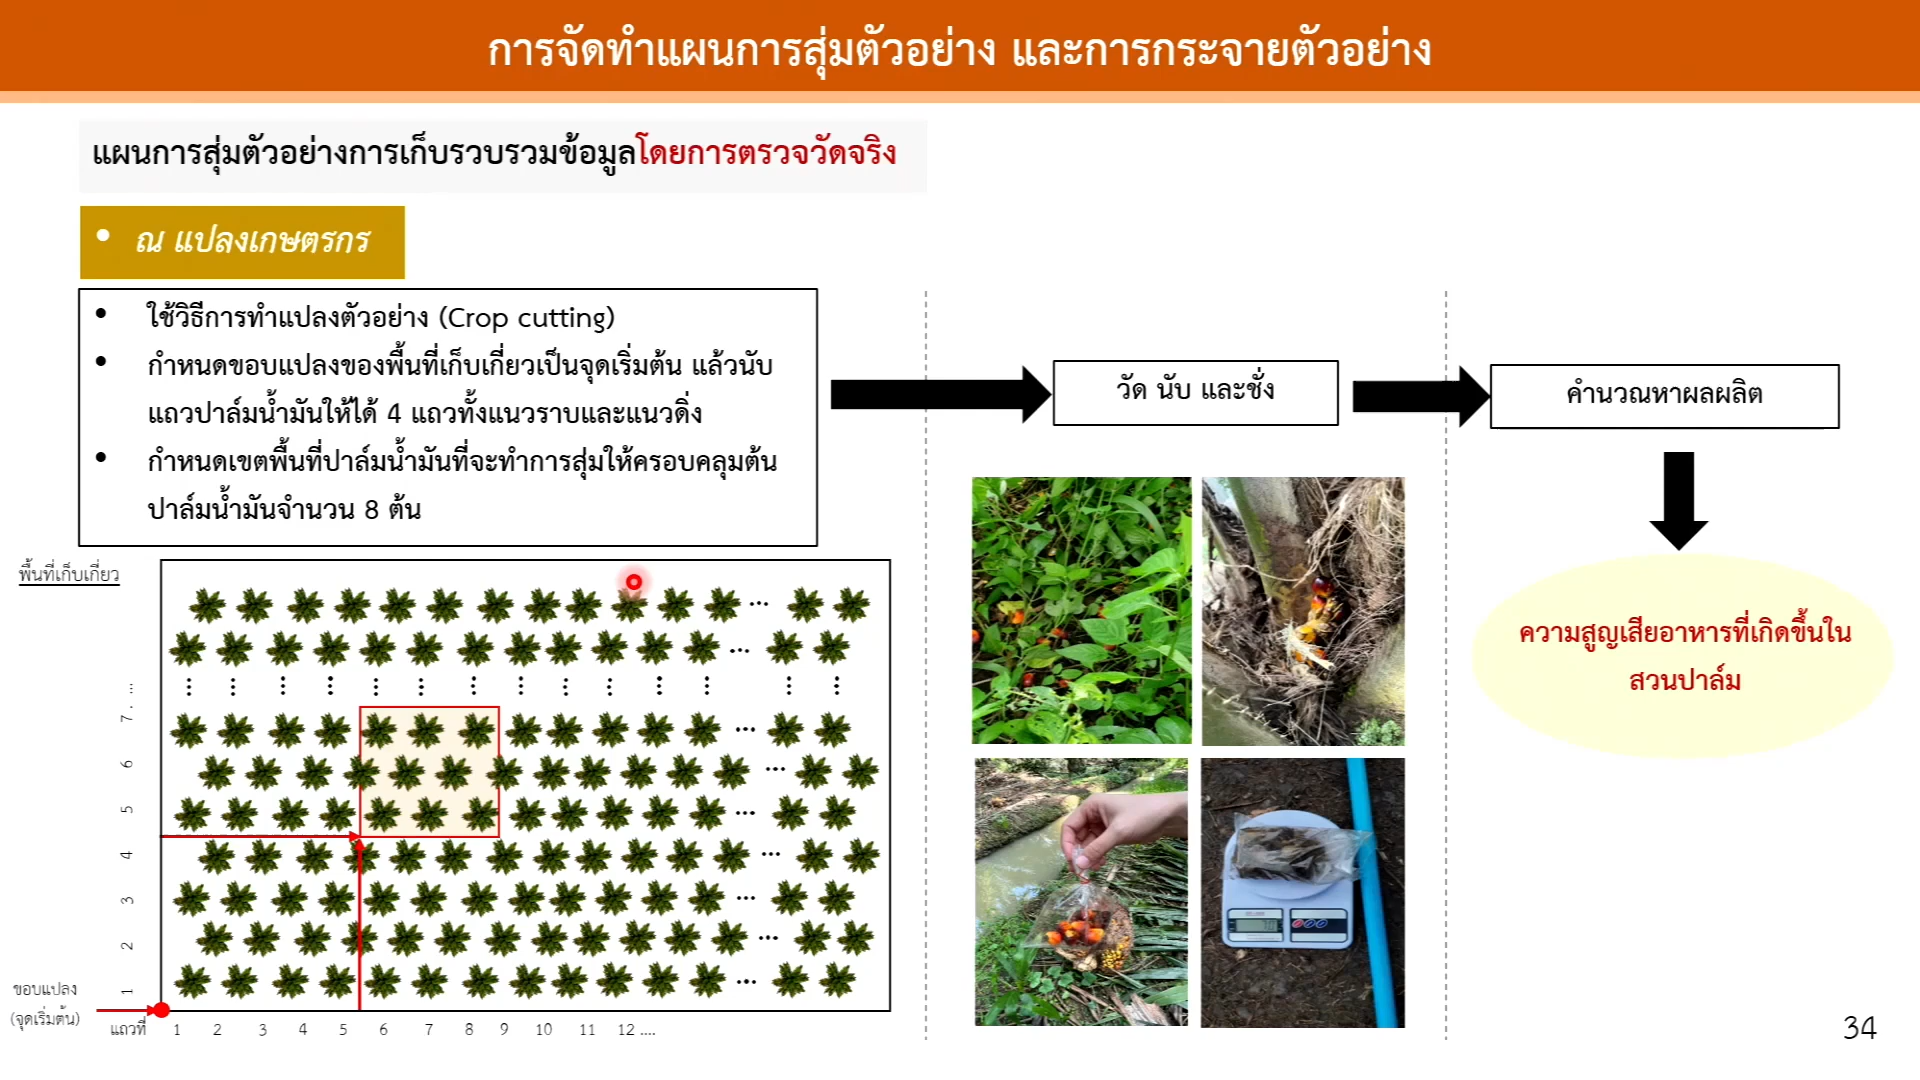 การจัดทำแผนการสุ่มตัวอย่าง และการกระจายตัวอย่าง
แผนการสุ่มตัวอย่างการเก็บรวบรวมข้อมูลโดยการตรวจวัดจริง
• ณ แปลงเกษตรกร
• ใช้วิธีการทำแปลงตัวอย่าง (Crop cutting)
• กำหนดขอบแปลงของพื้นที่เก็บเกี่ยวเป็นจุดเริ่มต้น แล้วนับ
แถวปาล์มน้ำมันให้ได้ 4 แถวทั้งแนวราบและแนวดิ่ง
• กำหนดเขตพื้นที่ปาล์มน้ำมันที่จะทำการสุ่มให้ครอบคลุมต้น
ปาล์มน้ำมันจำนวน 8 ต้น
วัด นับ และชั่ง
คำนวณหาผลผลิต
ความสูญเสียอาหารที่เกิดขึ้นใน
สวนปาล์ม
พื้นที่เก็บเกี่ยว
7 . ...
6
5
4
3
2
1
ขอบแปลง
(จุดเริ่มต้น)
แถวที่ 1 2 3 4 5 6 7 8 9 10 11 12 ....
34